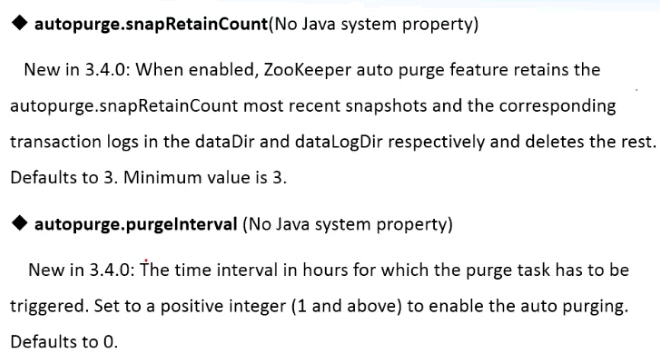 ◆ autopurge.snapRetainCount(No Java system property)
New in 3.4.0: When enabled, ZooKeeper auto purge feature retains the
autopurge.snapRetainCount most recent snapshots and the corresponding
transaction logs in the dataDir and dataLogDir respectively and deletes the rest.
Defaults to 3. Minimum value is 3.
◆ autopurge.purgeInterval (No Java system property)
New in 3.4.0: The time interval in hours for which the purge task has to be
triggered. Set to a positive integer (1 and above) to enable the auto purging.
Defaults to 0.